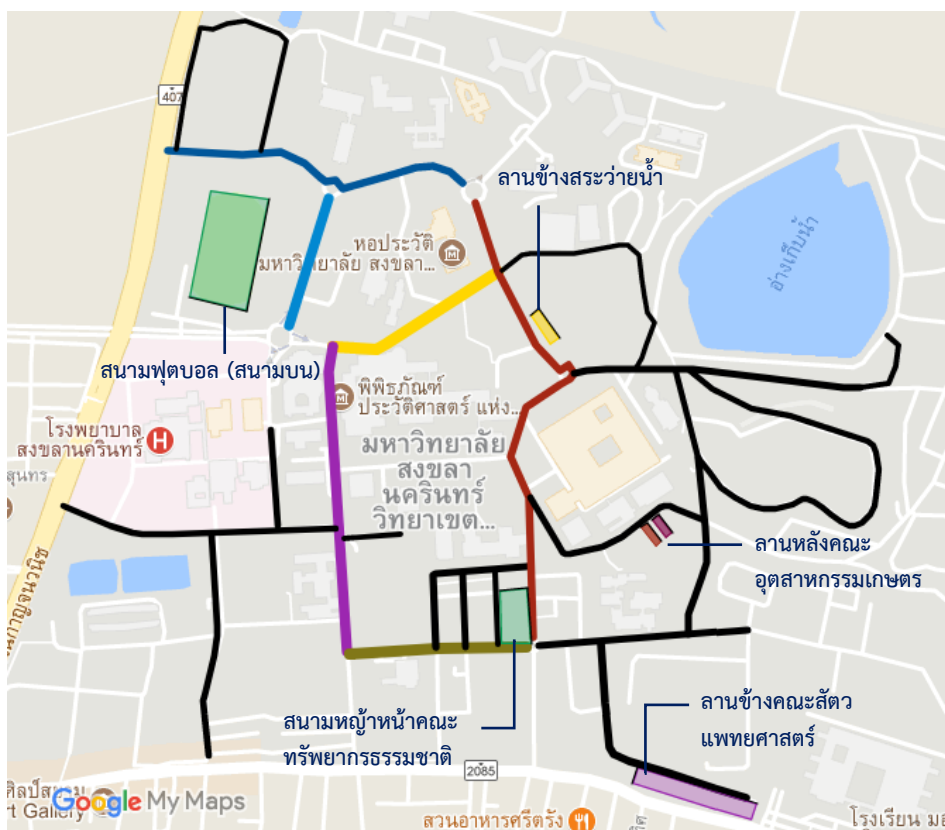 407
ลานข้างสระว่ายน้ำ
หอประวัติ
มหาวิทยาลัย สงขลา...
อ่างเก็บน้ำ
สนามฟุตบอล (สนามบน)
พิพิธภัณฑ์
ประวัติศาสตร์ แห่ง...
โรงพยาบาล
สงขลานครินทร์
H
มหาวิทยาลัย
สงขลา
นครินทร์
วิทยาเขต...
ลานหลังคณะ
อุตสาหกรรมเกษตร
ลานข้างคณะสัตว
แพทยศาสตร์
สนามหญ้าหน้าคณะ
ทรัพยากรธรรมชาติ
2085
Google My Maps
สวนอาหารศรีตรัง
โรงเรียน